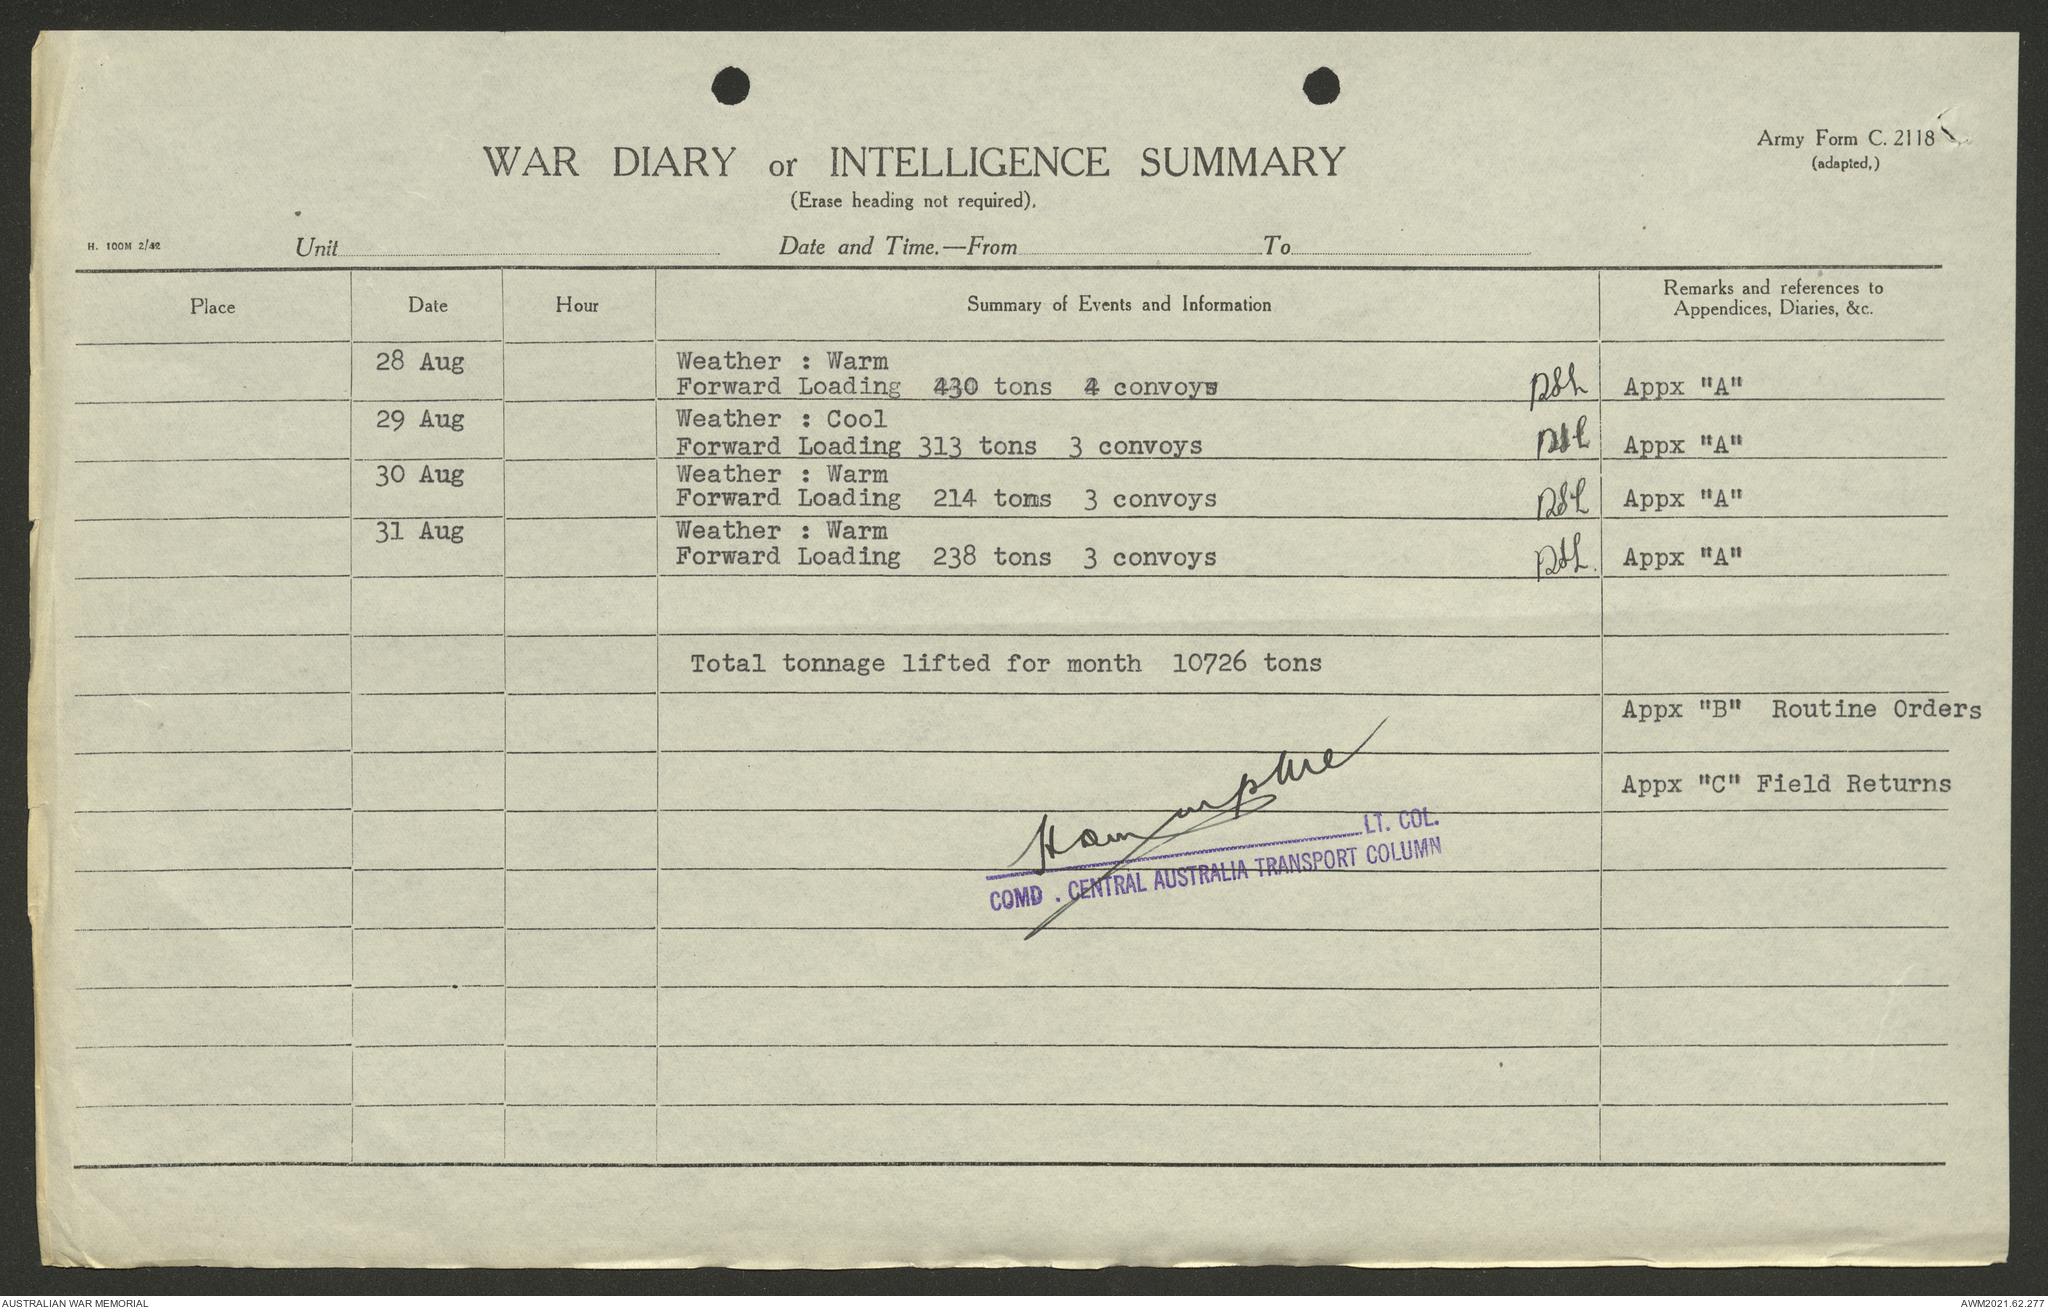 Army Form C. 2118
(adapted.)
WAR DIARY or INTELLIGENCE SUMMARY
(Erase heading not required).
H. 100M 2/42
Unit Date and Time.—From To
Place Date Hour Summary of Events and Information Remarks and references to
Appendices, Diaries, &c.
28 Aug Weather : Warm
Forward Loading 430 tons 4 convoys Appx "A"
29 Aug Weather : Cool
Forward Loading 313 tons 3 convoys Appx "A"
30 Aug Weather : Warm
Forward Loading 214 tons 3 convoys Appx "A"
31 Aug Weather : Warm
Forward Loading 238 tons 3 convoys Appx "A"
Total tonnage lifted for month 10726 tons
Appx "B" Routine Orders
Appx "C" Field Returns
LT. COL.
COMD . CENTRAL AUSTRALIA TRANSPORT COLUMN
AUSTRALIAN WAR MEMORIAL
AWM2021.62.277